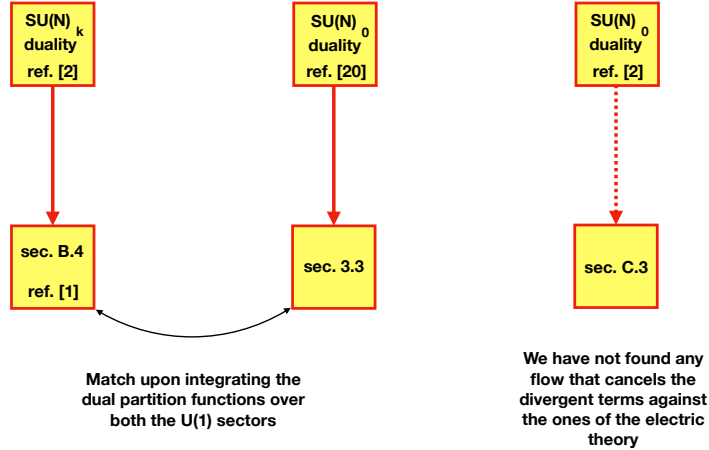 SU(N)k
duality
ref. [2]
SU(N)0
duality
ref. [20]
SU(N)0
duality
ref. [2]
sec. B.4
ref. [1]
sec. 3.3
sec. C.3
Match upon integrating the
dual partition functions over
both the U(1) sectors
We have not found any
flow that cancels the
divergent terms against
the ones of the electric
theory